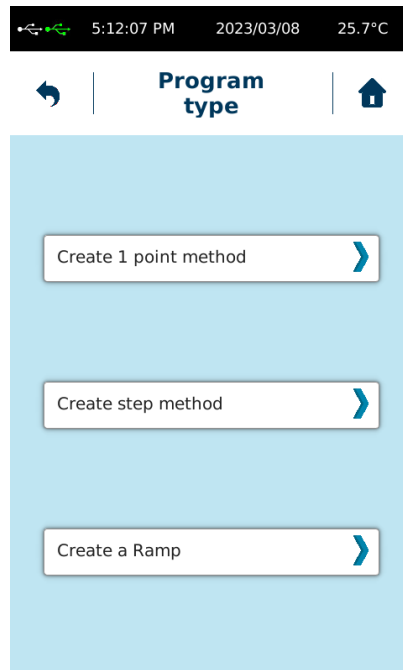 5:12:07 PM 2023/03/08 25.7°C
Program
type
Create 1 point method
Create step method
Create a Ramp